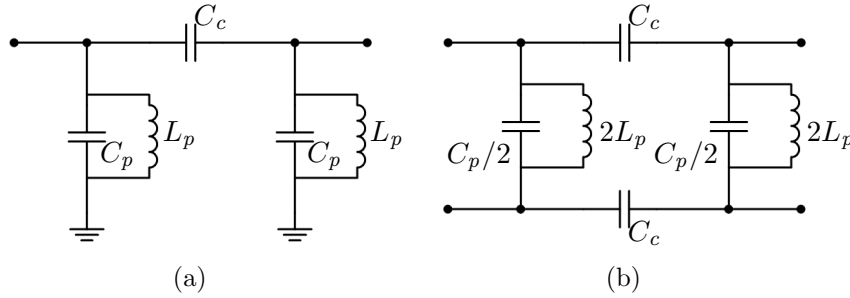 C_c C_c
L_p L_p
C_p C_p
C_p/2 2L_p C_p/2 2L_p
C_c
(a) (b)